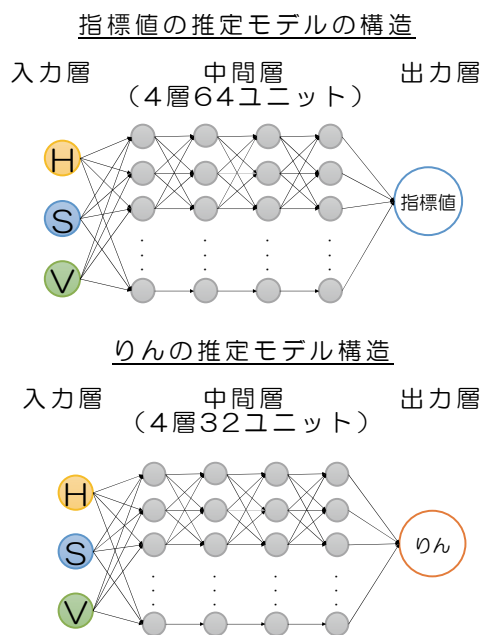 指標値の推定モデルの構造
入力層 中間層 出力層
（4層64ユニット）
H
S
V
指標値
りんの推定モデル構造
入力層 中間層 出力層
（4層32ユニット）
H
S
V
りん